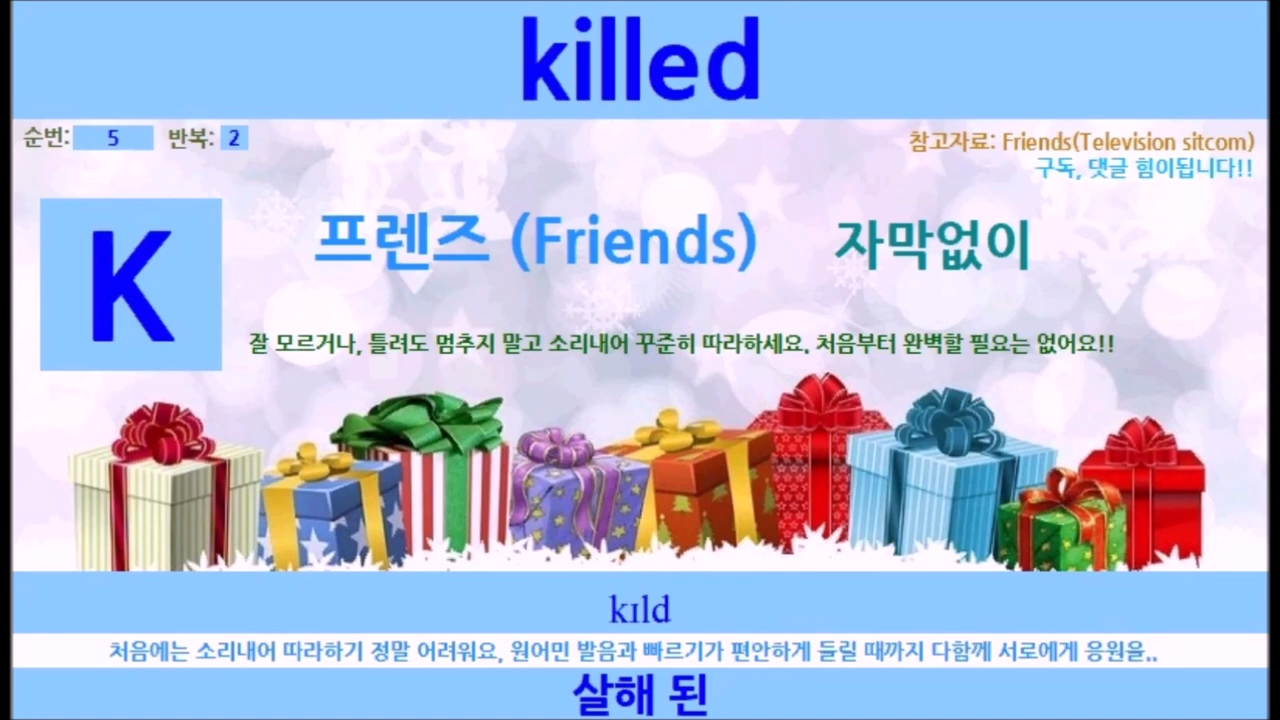 killed
순번: 5 반복: 2
참고자료: Friends(Television sitcom)
구독, 댓글 힘이됩니다!!
K
프렌즈 (Friends) 자막없이
잘 모르거나, 틀려도 멈추지 말고 소리내어 꾸준히 따라하세요. 처음부터 완벽할 필요는 없어요!!
kɪld
처음에는 소리내어 따라하기 정말 어려워요, 원어민 발음과 빠르기가 편안하게 들릴 때까지 다함께 서로에게 응원을..
살해 된